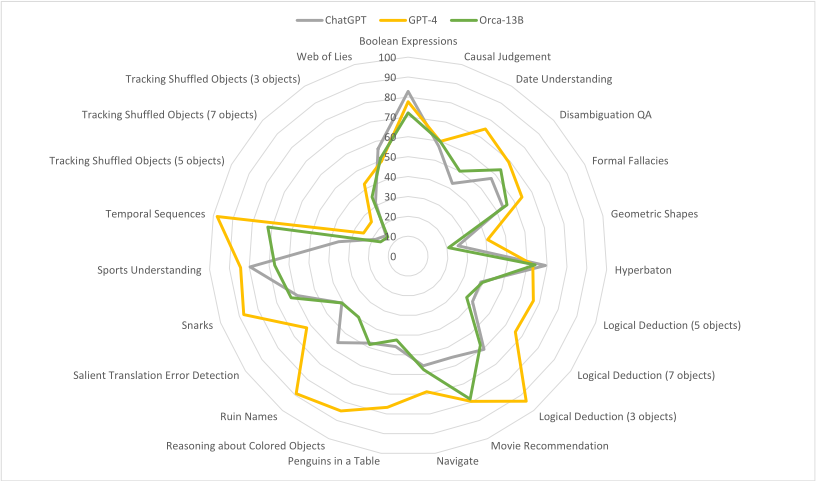 ChatGPT GPT-4 Orca-13B
Boolean Expressions
Causal Judgement
Date Understanding
Disambiguation QA
Formal Fallacies
Geometric Shapes
Hyperbaton
Logical Deduction (5 objects)
Logical Deduction (7 objects)
Logical Deduction (3 objects)
Movie Recommendation
Navigate
Penguins in a Table
Reasoning about Colored Objects
Ruin Names
Salient Translation Error Detection
Snarks
Sports Understanding
Temporal Sequences
Tracking Shuffled Objects (5 objects)
Tracking Shuffled Objects (7 objects)
Tracking Shuffled Objects (3 objects)
Web of Lies
100
90
80
70
60
50
40
30
20
10
0